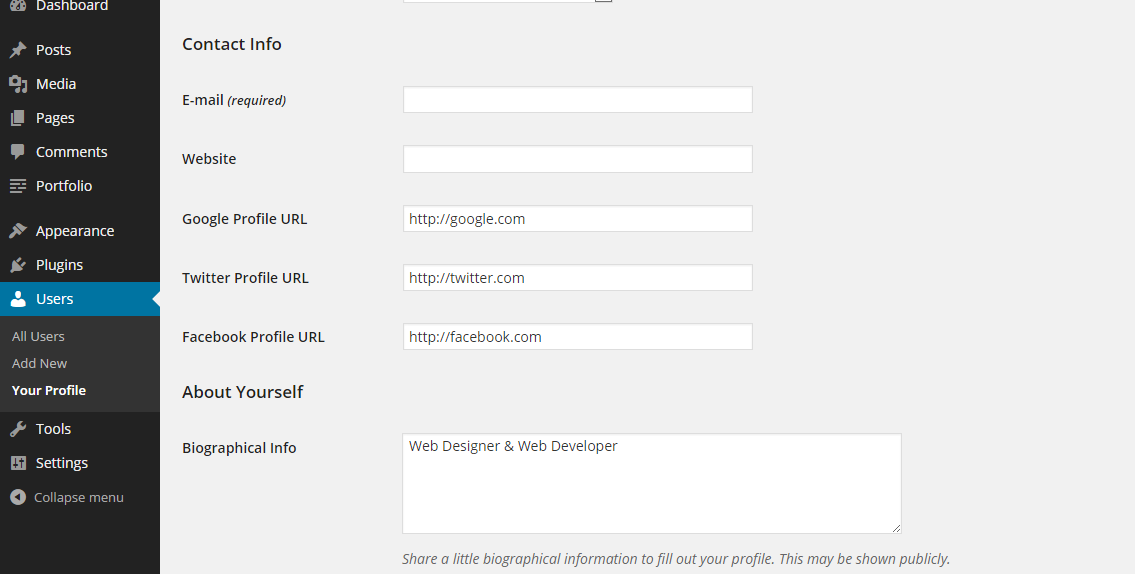 Dashboard
Posts
Media
Pages
Comments
Portfolio
Appearance
Plugins
Users
All Users
Add New
Your Profile
Tools
Settings
Collapse menu
Contact Info
E-mail (required)
Website
Google Profile URL
http://google.com
Twitter Profile URL
http://twitter.com
Facebook Profile URL
http://facebook.com
About Yourself
Biographical Info
Web Designer & Web Developer
Share a little biographical information to fill out your profile. This may be shown publicly.